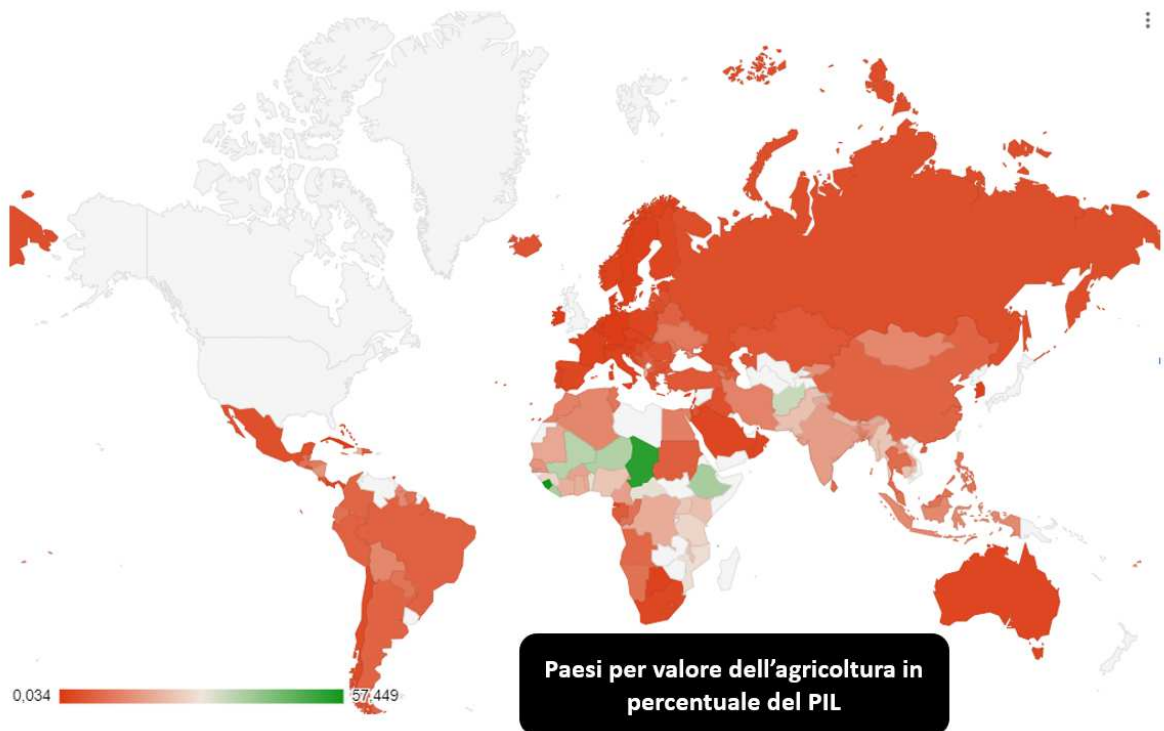 0,034
57,449
Paesi per valore dell’agricoltura in
percentuale del PIL